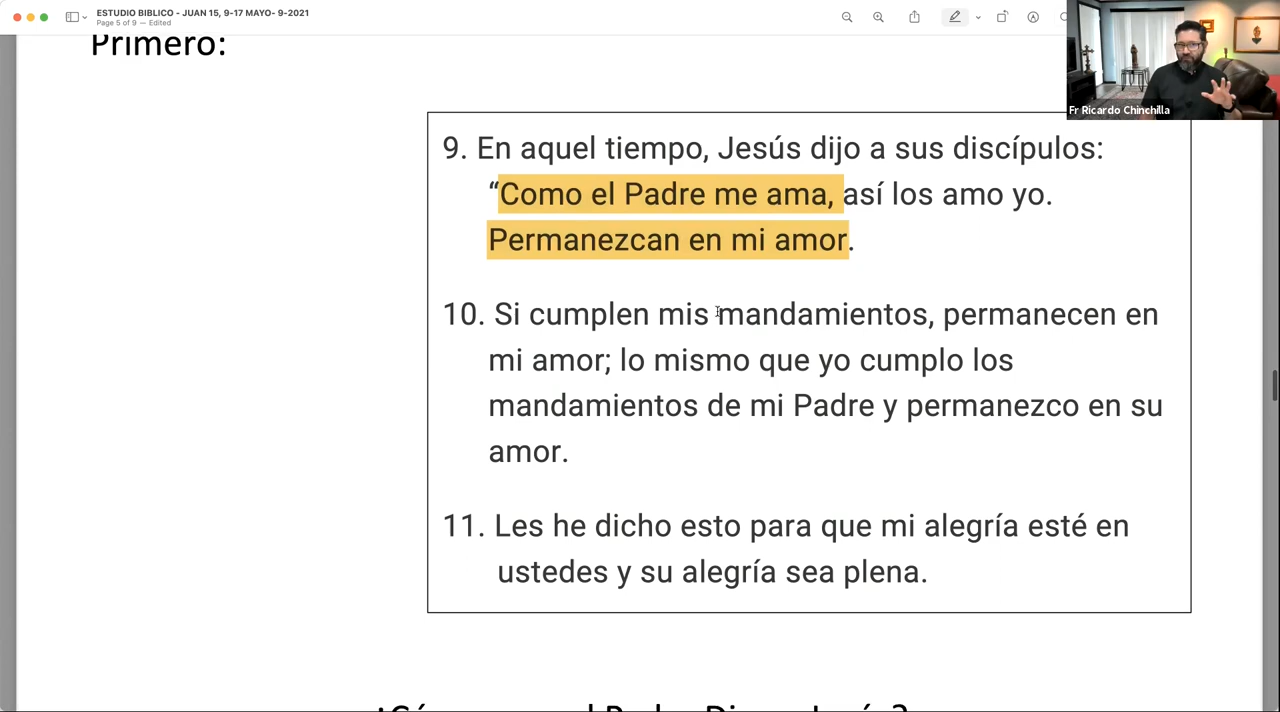 ESTUDIO BIBLICO - JUAN 15, 9-17 MAYO- 9-2021
Page 5 of 9 — Edited
Primero:
Fr Ricardo Chinchilla
9. En aquel tiempo, Jesús dijo a sus discípulos:
“Como el Padre me ama, así los amo yo.
Permanezcan en mi amor.
10. Si cumplen mis mandamientos, permanecen en
mi amor; lo mismo que yo cumplo los
mandamientos de mi Padre y permanezco en su
amor.
11. Les he dicho esto para que mi alegría esté en
ustedes y su alegría sea plena.